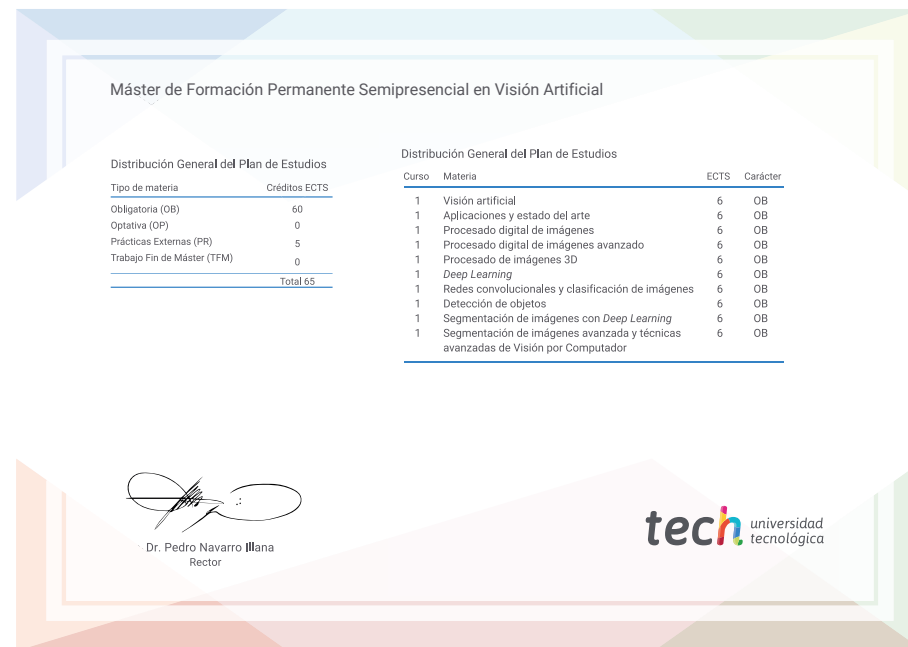 Máster de Formación Permanente Semipresencial en Visión Artificial
Distribución General del Plan de Estudios
Tipo de materia Créditos ECTS
Obligatoria (OB) 60
Optativa (OP) 0
Prácticas Externas (PR) 5
Trabajo Fin de Máster (TFM) 0
Total 65
Distribución General del Plan de Estudios
Curso Materia ECTS Carácter
1 Visión artificial 6 OB
1 Aplicaciones y estado del arte 6 OB
1 Procesado digital de imágenes 6 OB
1 Procesado digital de imágenes avanzado 6 OB
1 Procesado de imágenes 3D 6 OB
1 Deep Learning 6 OB
1 Redes convolucionales y clasificación de imágenes 6 OB
1 Detección de objetos 6 OB
1 Segmentación de imágenes con Deep Learning 6 OB
1 Segmentación de imágenes avanzada y técnicas 6 OB
avanzadas de Visión por Computador
Dr. Pedro Navarro Illana
Rector
tech universidad
tecnológica